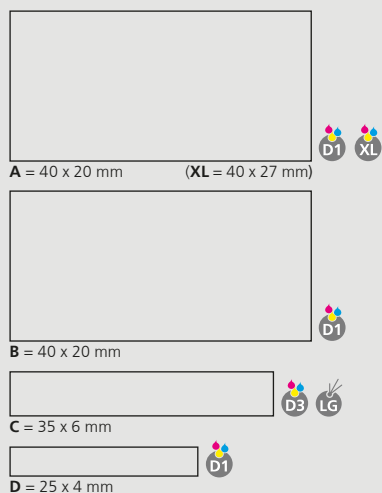 D1 XL
A = 40 x 20 mm (XL = 40 x 27 mm)
D1
B = 40 x 20 mm
D3 LG
C = 35 x 6 mm
D1
D = 25 x 4 mm